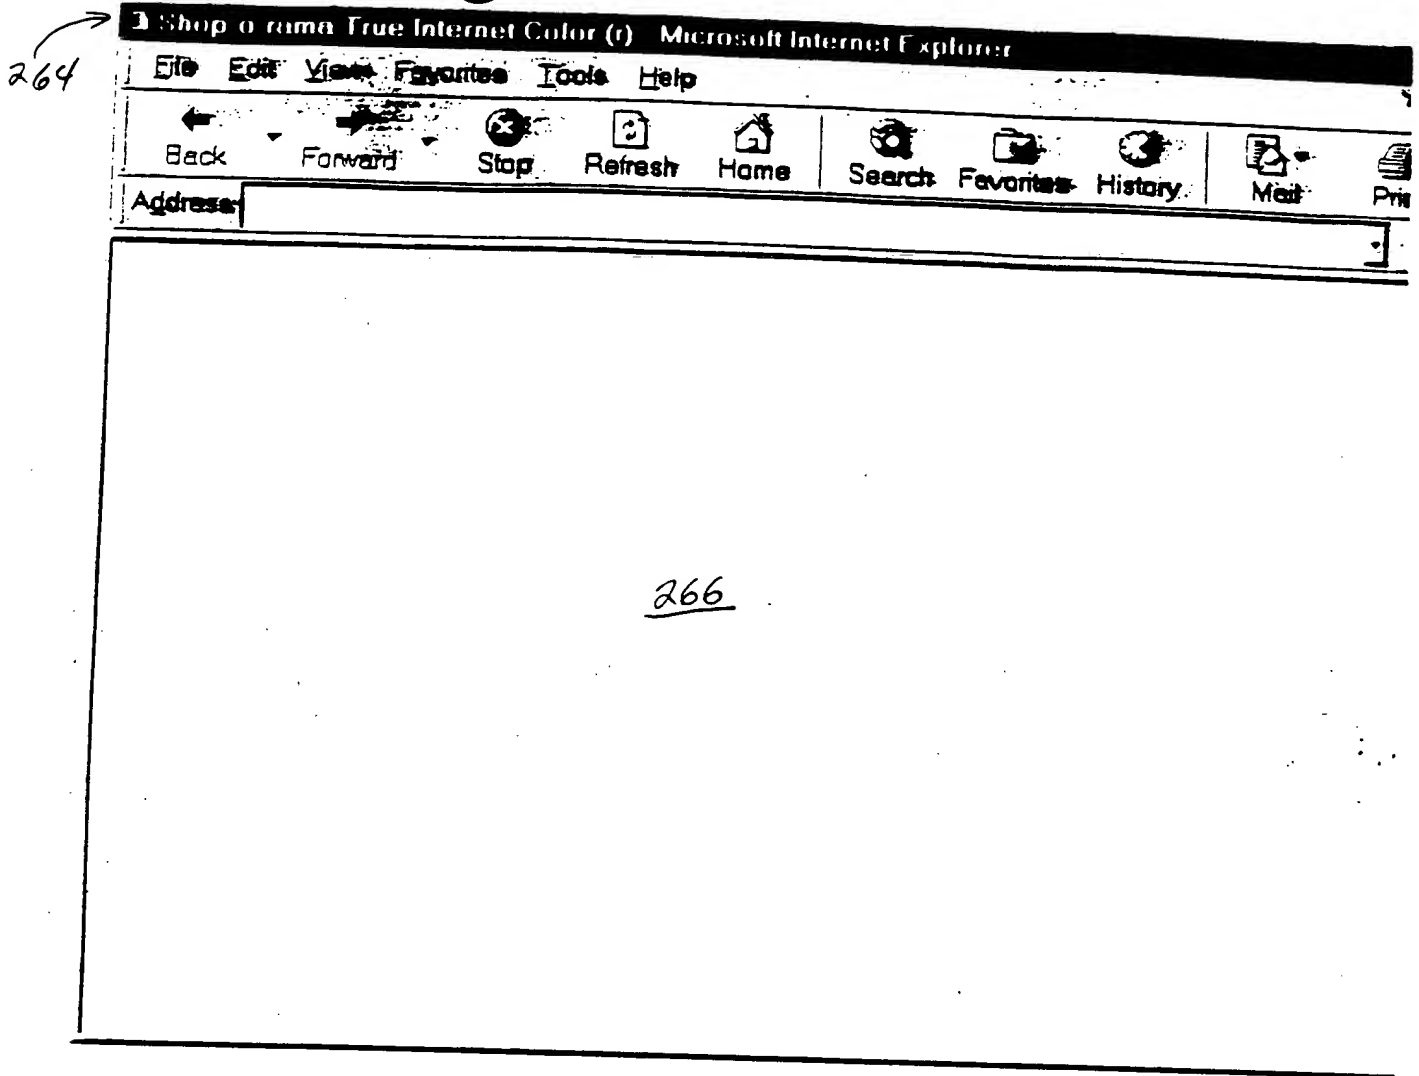 Shop o rama True Internet Color (r) Microsoft Internet Explorer
264
File Edit View Favorites Tools Help
Back Forward Stop Refresh Home Search Favorites History Mail
Address
266